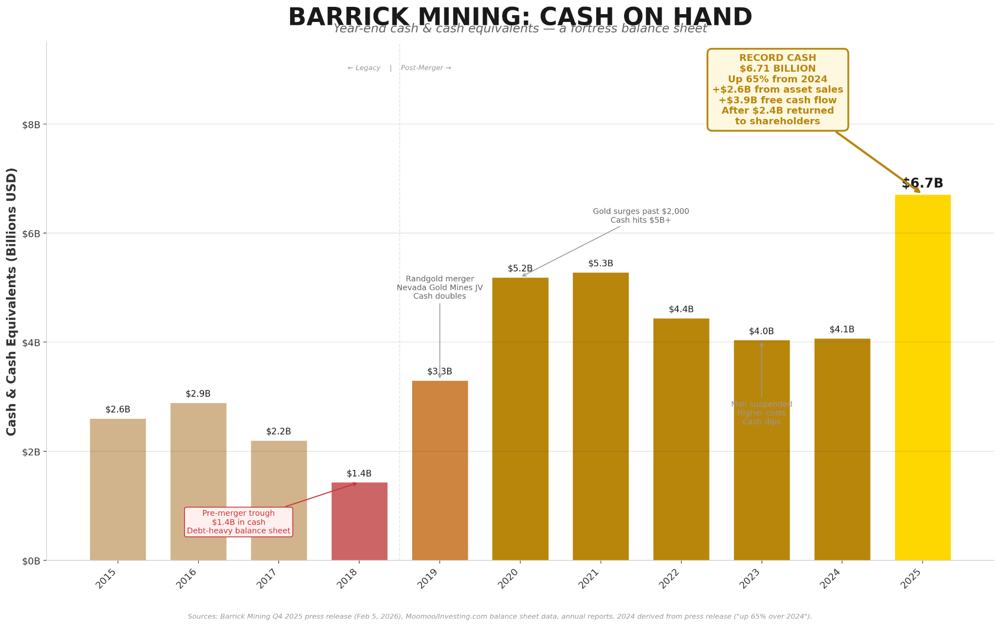 BARRICK MINING: CASH ON HAND
Year-end cash & cash equivalents — a fortress balance sheet
← Legacy | Post-Merger →
RECORD CASH
$6.71 BILLION
Up 65% from 2024
+$2.6B from asset sales
+$3.9B free cash flow
After $2.4B returned
to shareholders
Cash & Cash Equivalents (Billions USD)
$8B
$6B
$4B
$2B
$0B
$2.6B
$2.9B
$2.2B
$1.4B
$3.3B
$5.2B
$5.3B
$4.4B
$4.0B
$4.1B
$6.7B
Pre-merger trough
$1.4B in cash
Debt-heavy balance sheet
Randgold merger
Nevada Gold Mines JV
Cash doubles
Gold surges past $2,000
Cash hits $5B+
Mali suspended
Higher costs
Cash dips
2015
2016
2017
2018
2019
2020
2021
2022
2023
2024
2025
Sources: Barrick Mining Q4 2025 press release (Feb 5, 2026), Moomoo/Investing.com balance sheet data, annual reports. 2024 derived from press release ("up 65% over 2024").